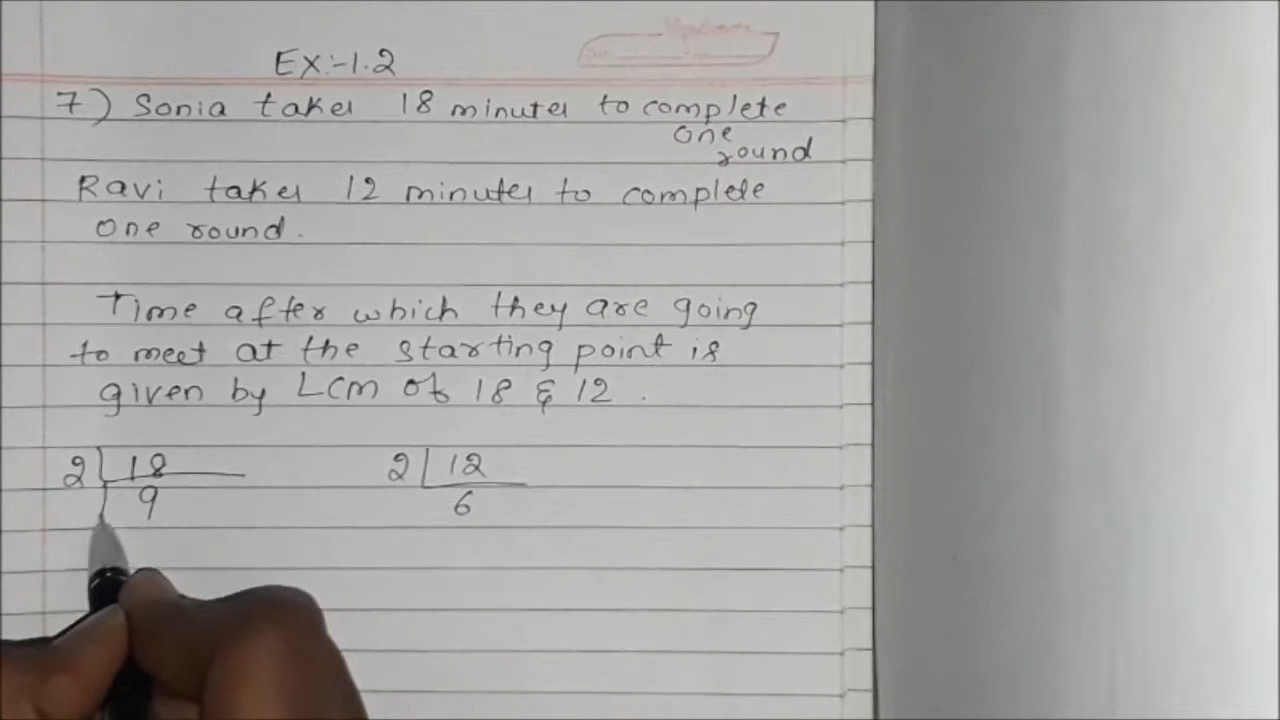 Ex:-1.2
7) Sonia takes 18 minutes to complete
one
round
Ravi takes 12 minutes to complete
one round.
Time after which they are going
to meet at the starting point is
given by LCM of 18 & 12.
2 18 2 12
9 6